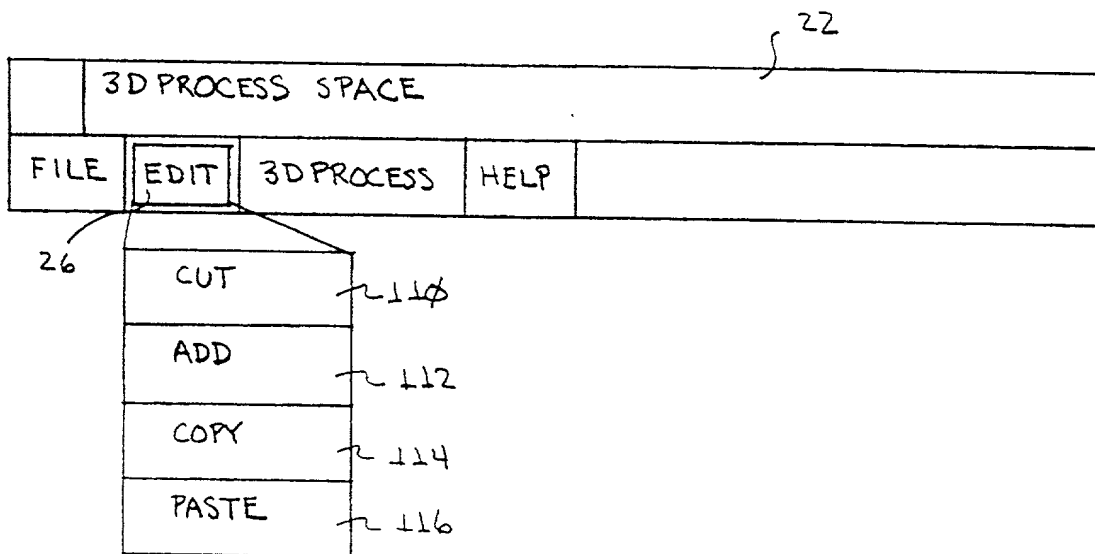 22
3D PROCESS SPACE
FILE EDIT 3D PROCESS HELP
26
CUT 110
ADD 112
COPY 114
PASTE 116